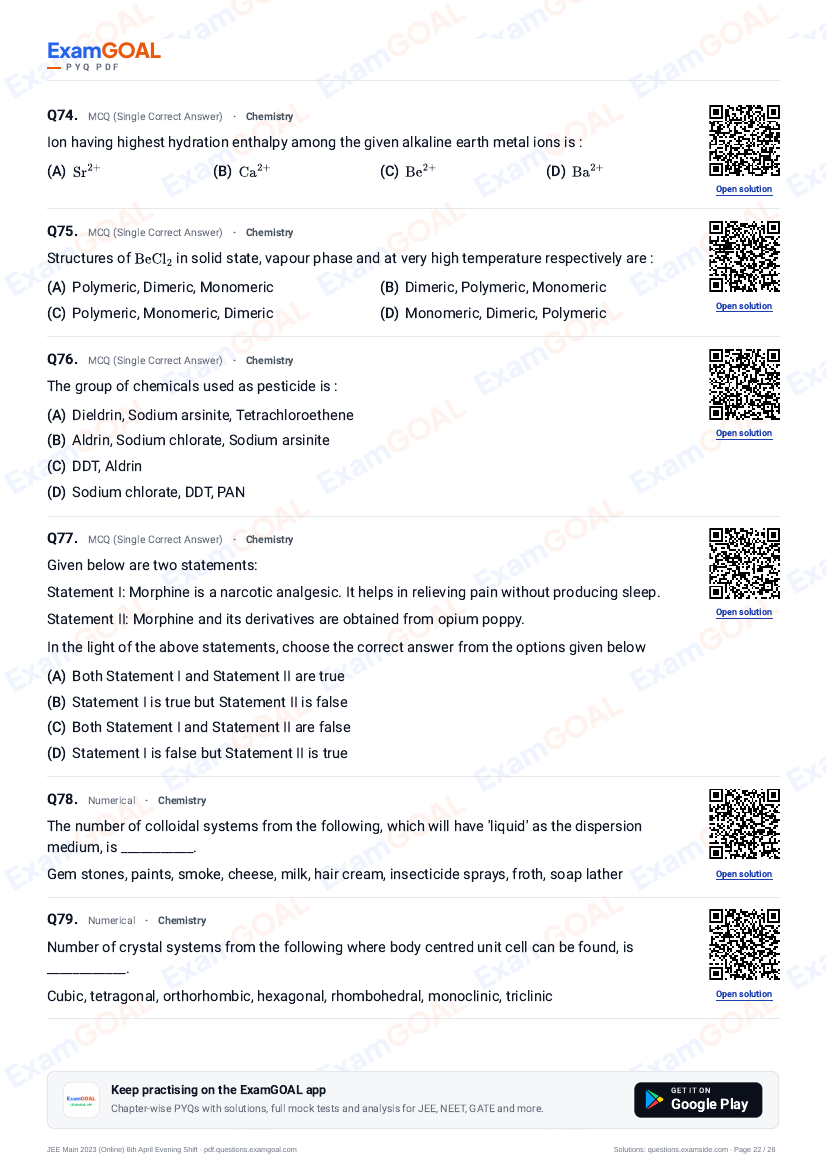 ExamGOAL
PYQ PDF
Q74. MCQ (Single Correct Answer) · Chemistry
Ion having highest hydration enthalpy among the given alkaline earth metal ions is :
(A) Sr²⁺ (B) Ca²⁺ (C) Be²⁺ (D) Ba²⁺
Open solution
Q75. MCQ (Single Correct Answer) · Chemistry
Structures of BeCl₂ in solid state, vapour phase and at very high temperature respectively are :
(A) Polymeric, Dimeric, Monomeric (B) Dimeric, Polymeric, Monomeric
(C) Polymeric, Monomeric, Dimeric (D) Monomeric, Dimeric, Polymeric
Open solution
Q76. MCQ (Single Correct Answer) · Chemistry
The group of chemicals used as pesticide is :
(A) Dieldrin, Sodium arsinite, Tetrachloroethene
(B) Aldrin, Sodium chlorate, Sodium arsinite
(C) DDT, Aldrin
(D) Sodium chlorate, DDT, PAN
Open solution
Q77. MCQ (Single Correct Answer) · Chemistry
Given below are two statements:
Statement I: Morphine is a narcotic analgesic. It helps in relieving pain without producing sleep.
Statement II: Morphine and its derivatives are obtained from opium poppy.
In the light of the above statements, choose the correct answer from the options given below
(A) Both Statement I and Statement II are true
(B) Statement I is true but Statement II is false
(C) Both Statement I and Statement II are false
(D) Statement I is false but Statement II is true
Open solution
Q78. Numerical · Chemistry
The number of colloidal systems from the following, which will have 'liquid' as the dispersion
medium, is __________.
Gem stones, paints, smoke, cheese, milk, hair cream, insecticide sprays, froth, soap lather
Open solution
Q79. Numerical · Chemistry
Number of crystal systems from the following where body centred unit cell can be found, is
___________.
Cubic, tetragonal, orthorhombic, hexagonal, rhombohedral, monoclinic, triclinic
Open solution
Keep practising on the ExamGOAL app
Chapter-wise PYQs with solutions, full mock tests and analysis for JEE, NEET, GATE and more.
GET IT ON
Google Play
JEE Main 2023 (Online) 6th April Evening Shift · pdf.questions.examgoal.com
Solutions: questions.examside.com · Page 22 / 26